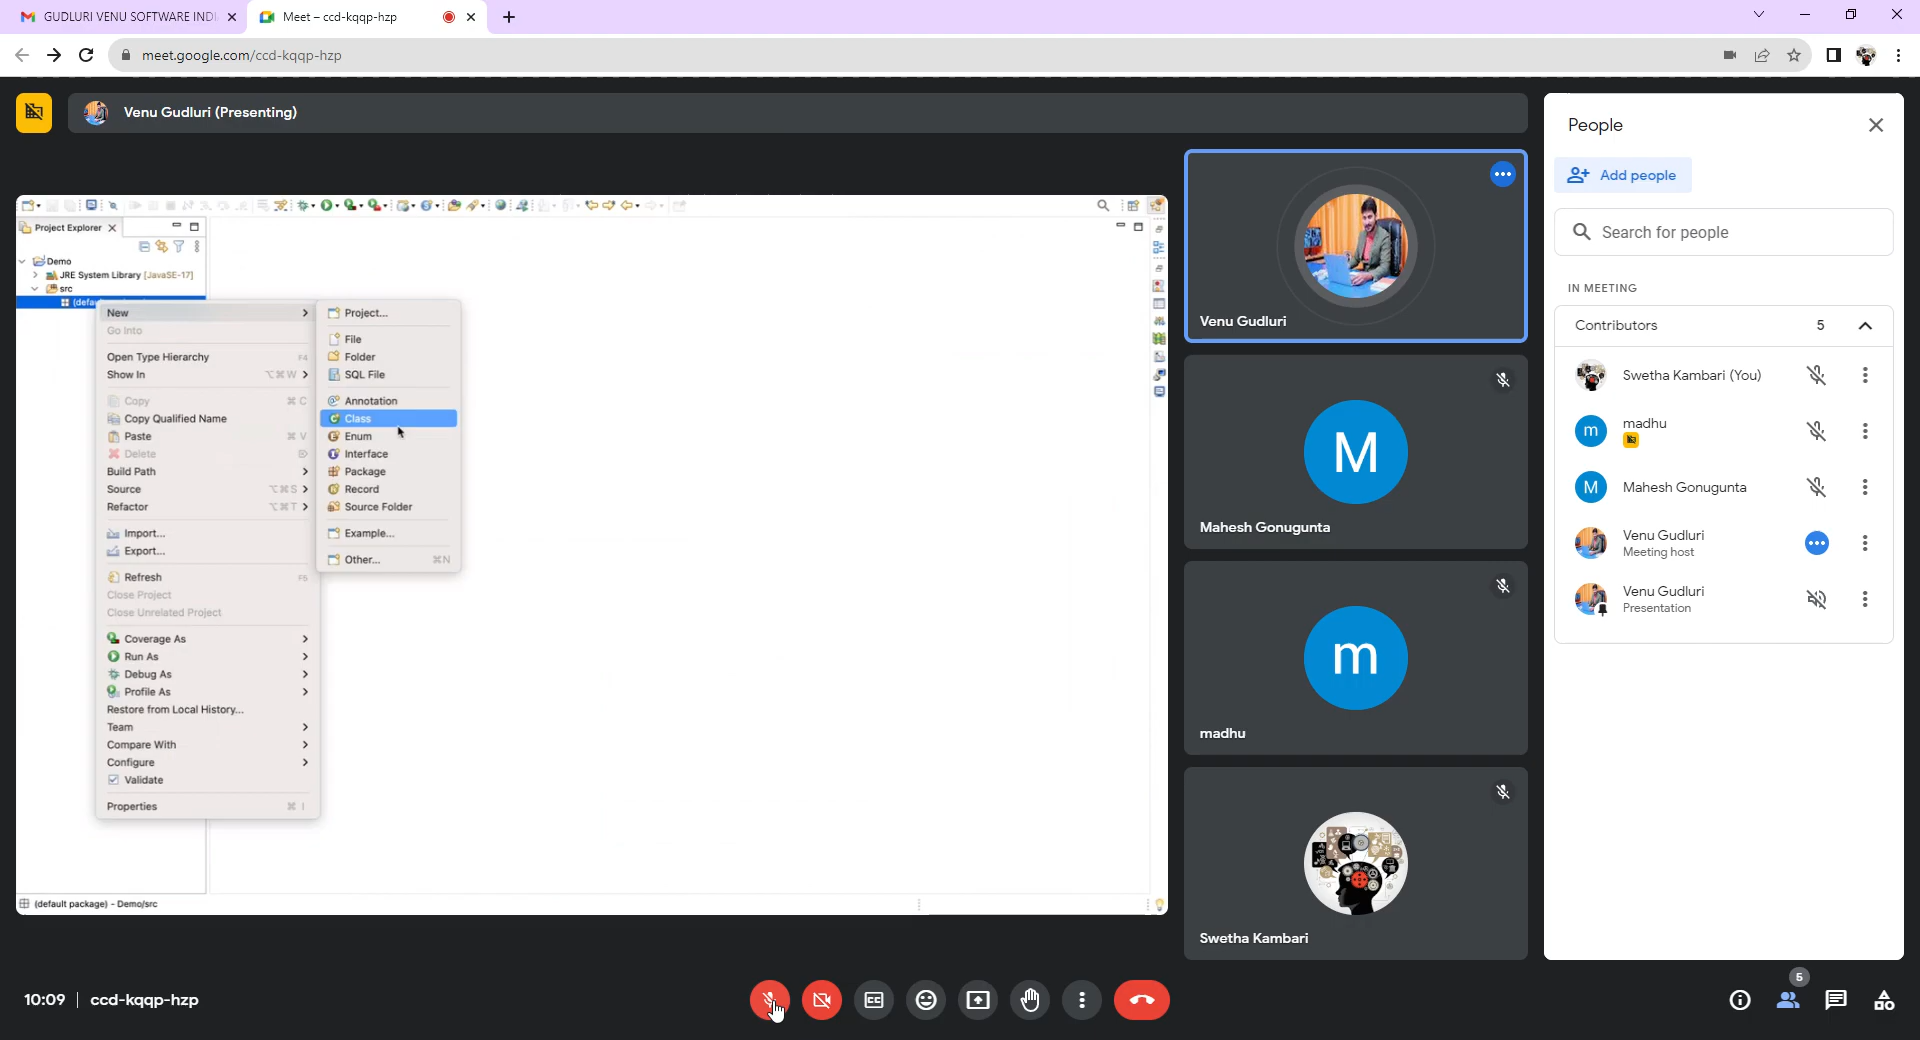 GUDLURI VENU SOFTWARE INDI
Meet – ccd-kqqp-hzp
meet.google.com/ccd-kqqp-hzp
Venu Gudluri (Presenting)
Project Explorer
Demo
JRE System Library [JavaSE-17]
src
New
Go Into
Open Type Hierarchy F4
Show In ⌥⌘W
Copy ⌘C
Copy Qualified Name
Paste ⌘V
Delete
Build Path
Source ⌥⌘S
Refactor ⌥⌘T
Import...
Export...
Refresh F5
Close Project
Close Unrelated Project
Coverage As
Run As
Debug As
Profile As
Restore from Local History...
Team
Compare With
Configure
Validate
Properties ⌘I
Project...
File
Folder
SQL File
Annotation
Class
Enum
Interface
Package
Record
Source Folder
Example...
Other... ⌘N
(default package) - Demo/src
Venu Gudluri
M
Mahesh Gonugunta
m
madhu
Swetha Kambari
People
Add people
Search for people
IN MEETING
Contributors 5
Swetha Kambari (You)
m
madhu
M
Mahesh Gonugunta
Venu Gudluri
Meeting host
Venu Gudluri
Presentation
10:09 | ccd-kqqp-hzp
5